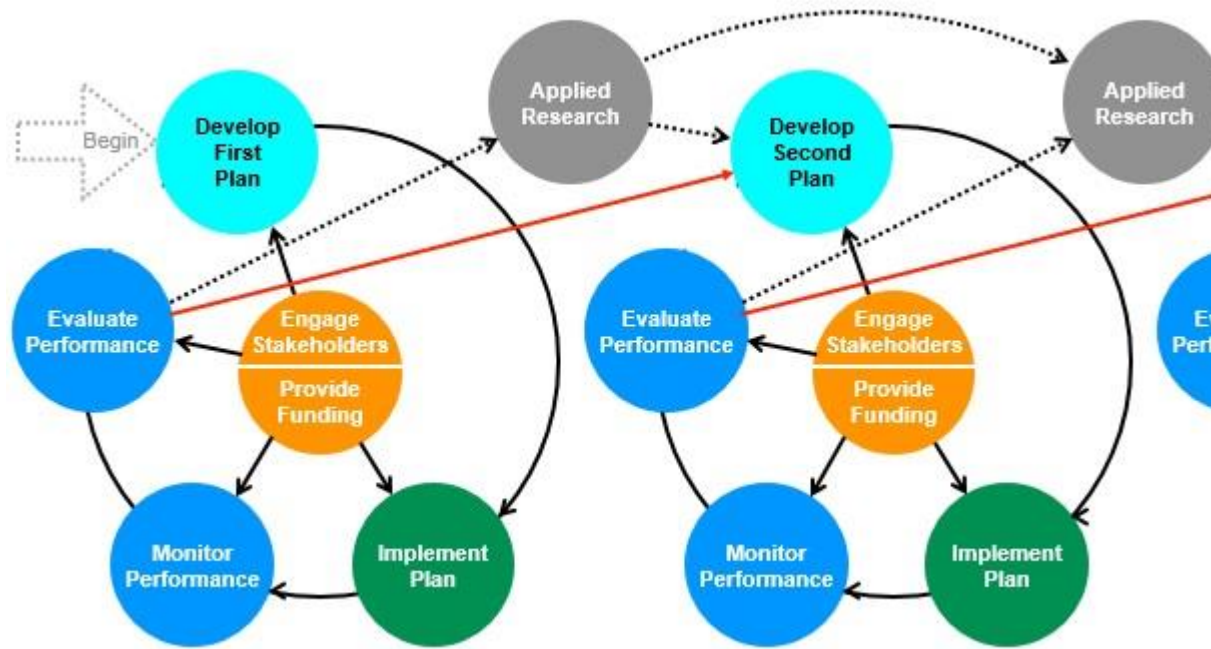 Begin
Develop
First
Plan
Applied
Research
Evaluate
Performance
Engage
Stakeholders
Provide
Funding
Monitor
Performance
Implement
Plan
Develop
Second
Plan
Applied
Research
Evaluate
Performance
Engage
Stakeholders
Provide
Funding
Monitor
Performance
Implement
Plan